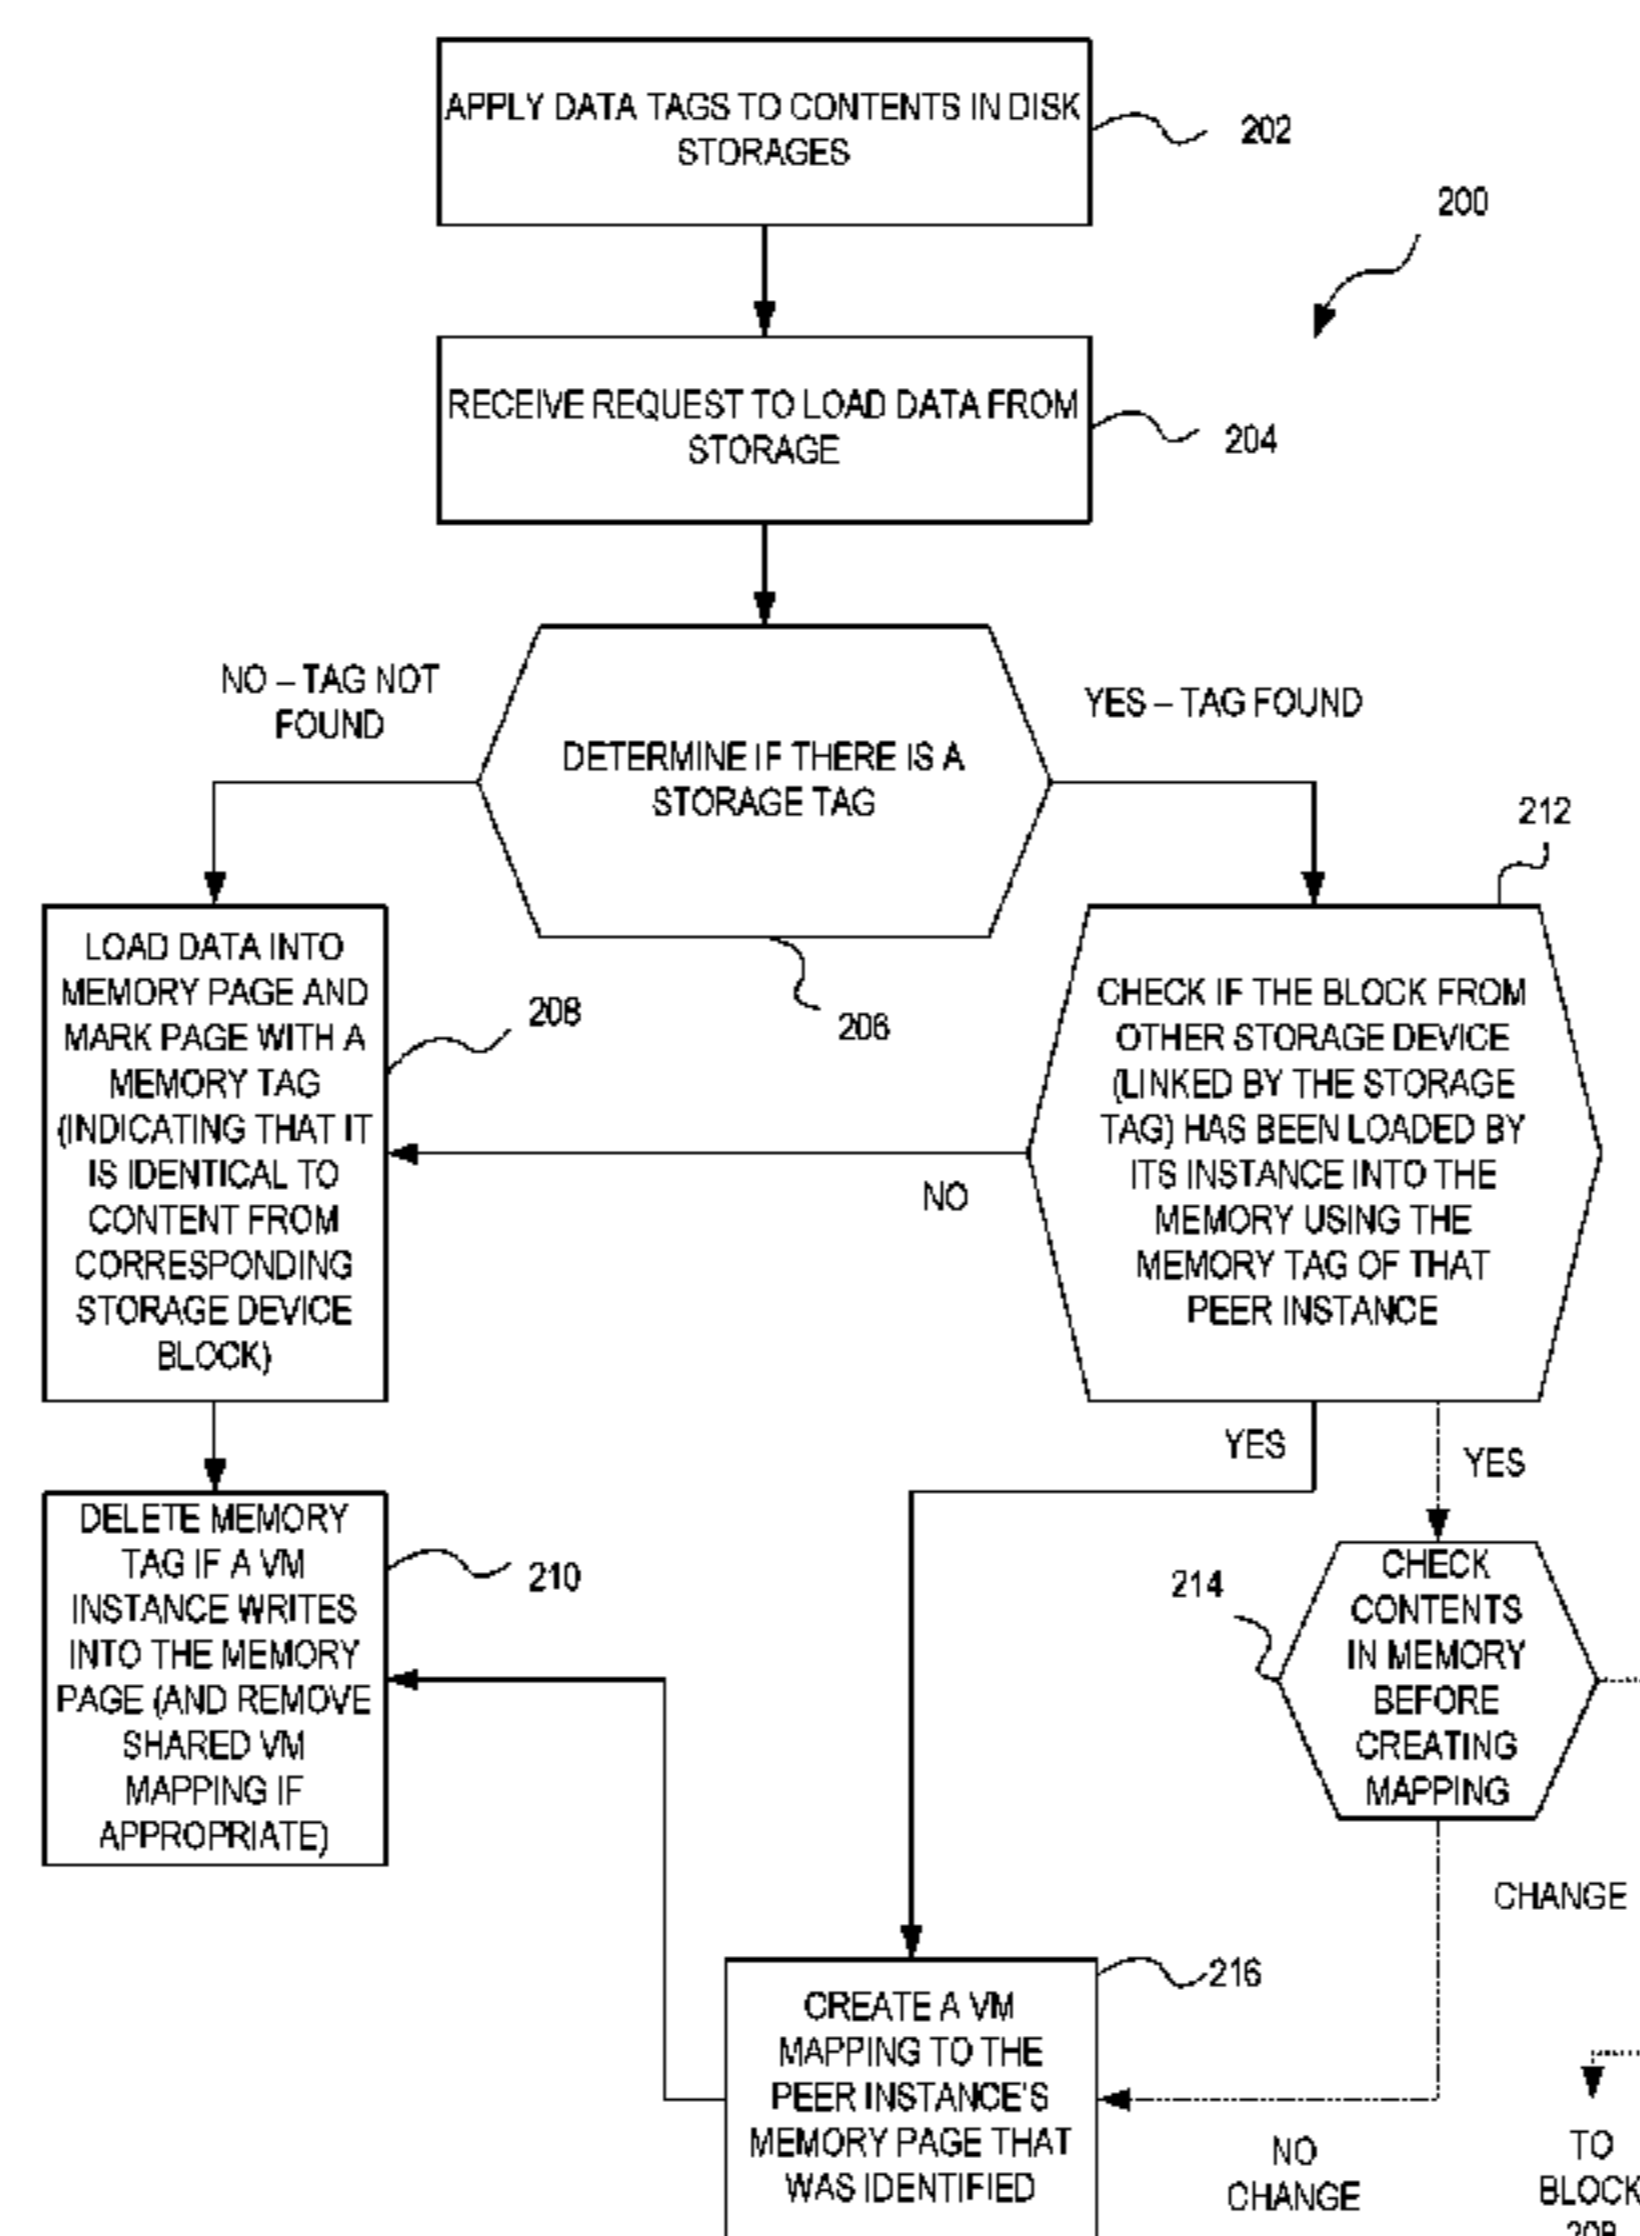 APPLY DATA TAGS TO CONTENTS IN DISK
STORAGES
202
200
RECEIVE REQUEST TO LOAD DATA FROM
STORAGE
204
NO – TAG NOT
FOUND
DETERMINE IF THERE IS A
STORAGE TAG
YES – TAG FOUND
206
212
LOAD DATA INTO
MEMORY PAGE AND
MARK PAGE WITH A
MEMORY TAG
(INDICATING THAT IT
IS IDENTICAL TO
CONTENT FROM
CORRESPONDING
STORAGE DEVICE
BLOCK)
208
CHECK IF THE BLOCK FROM
OTHER STORAGE DEVICE
(LINKED BY THE STORAGE
TAG) HAS BEEN LOADED BY
ITS INSTANCE INTO THE
MEMORY USING THE
MEMORY TAG OF THAT
PEER INSTANCE
NO
YES
YES
DELETE MEMORY
TAG IF A VM
INSTANCE WRITES
INTO THE MEMORY
PAGE (AND REMOVE
SHARED VM
MAPPING IF
APPROPRIATE)
210
214
CHECK
CONTENTS
IN MEMORY
BEFORE
CREATING
MAPPING
CHANGE
216
CREATE A VM
MAPPING TO THE
PEER INSTANCE'S
MEMORY PAGE THAT
WAS IDENTIFIED
NO
CHANGE
TO
BLOCK
208